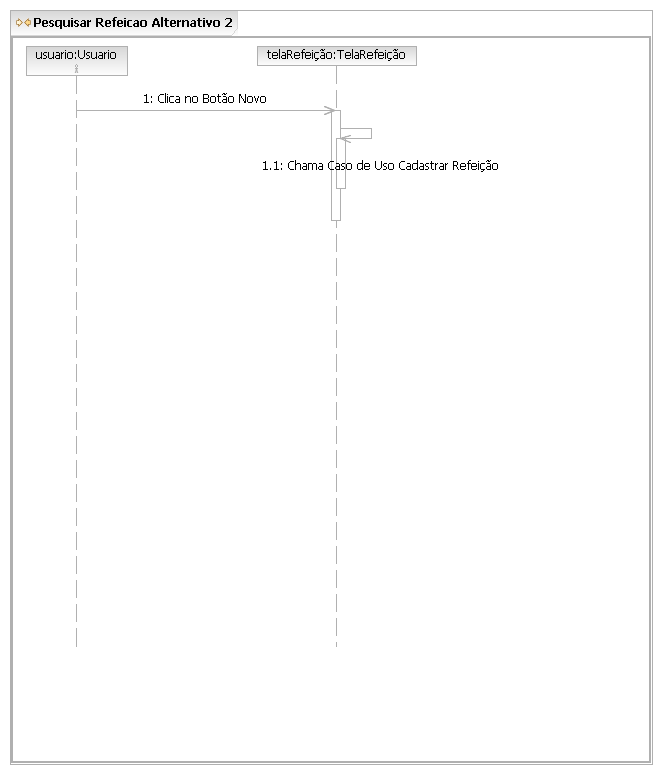 Pesquisar Refeicao Alternativo 2
usuario:Usuario
telaRefeição:TelaRefeição
1: Clica no Botão Novo
1.1: Chama Caso de Uso Cadastrar Refeição